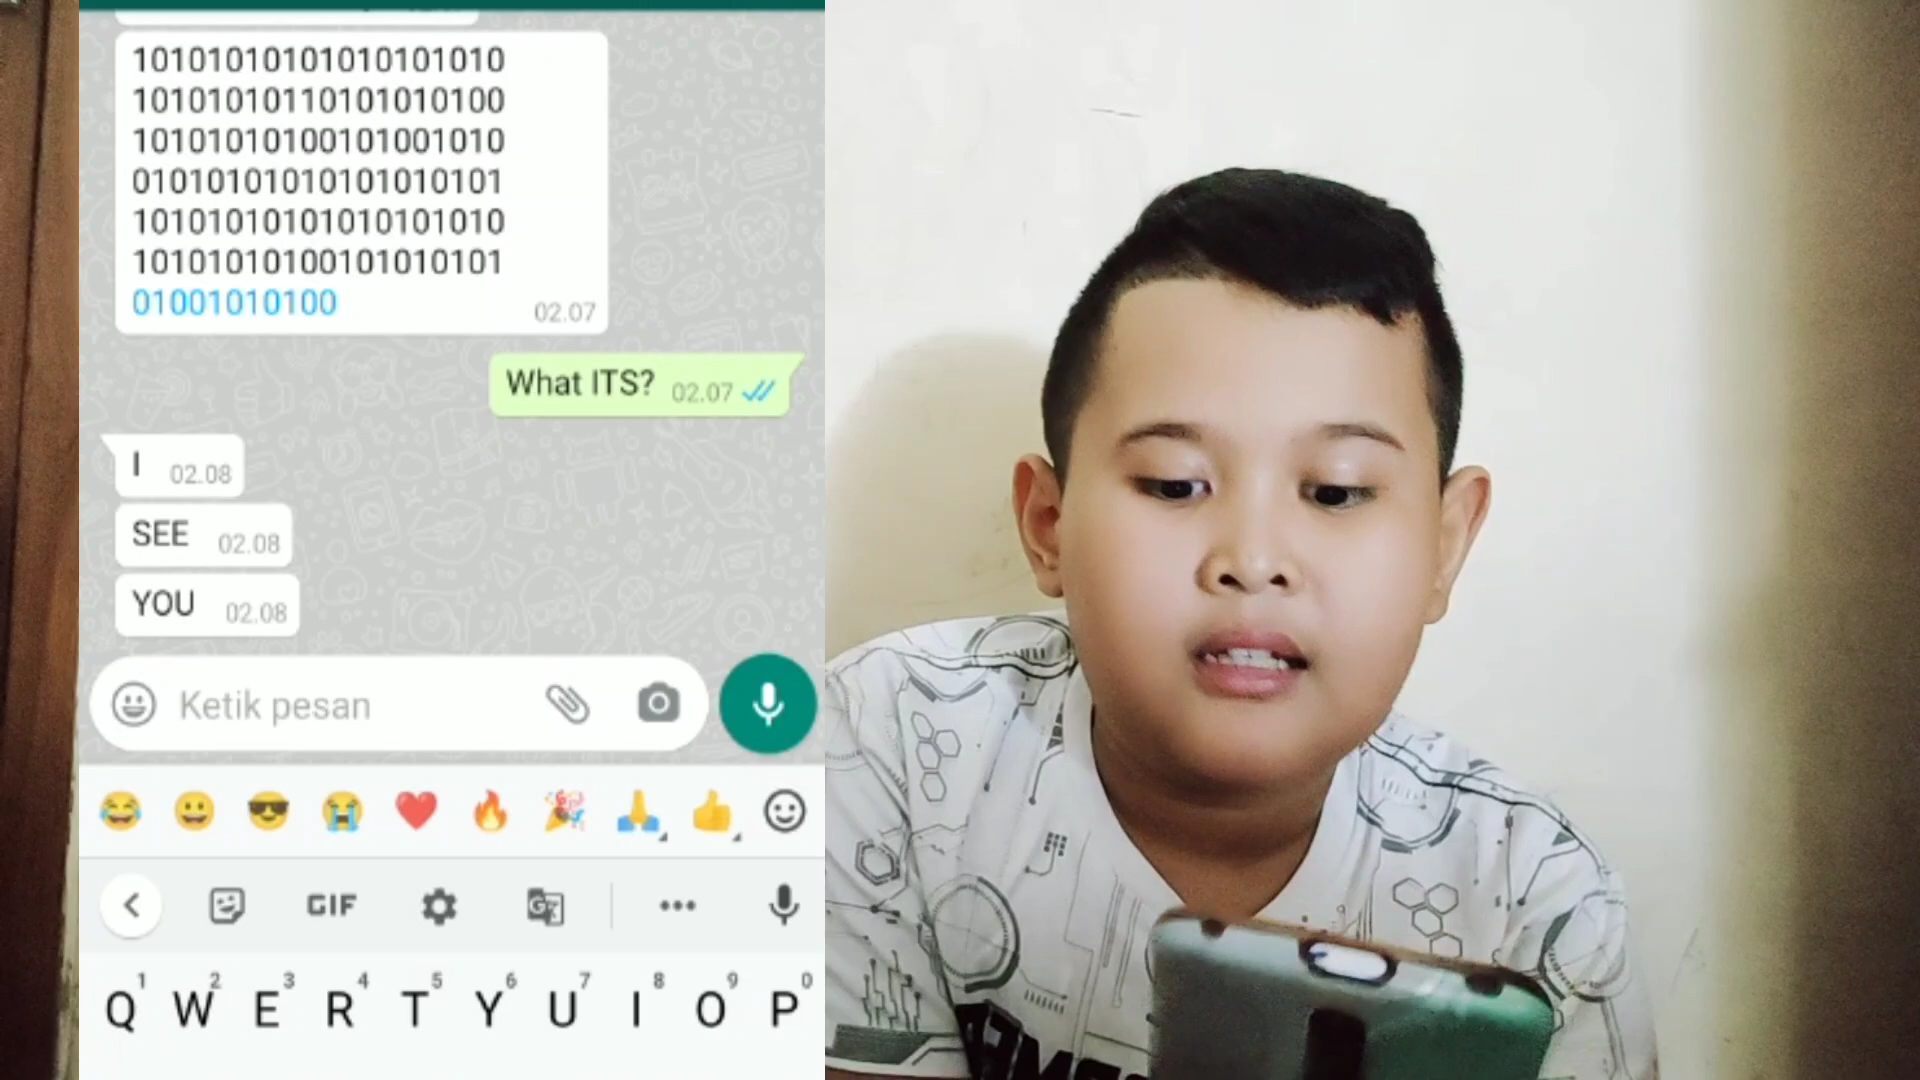 10101010101010101010
10101010110101010100
10101010100101001010
01010101010101010101
10101010101010101010
10101010100101010101
01001010100
02.07
What ITS? 02.07
I 02.08
SEE 02.08
YOU 02.08
Ketik pesan
GIF
1 2 3 4 5 6 7 8 9 0
Q W E R T Y U I O P